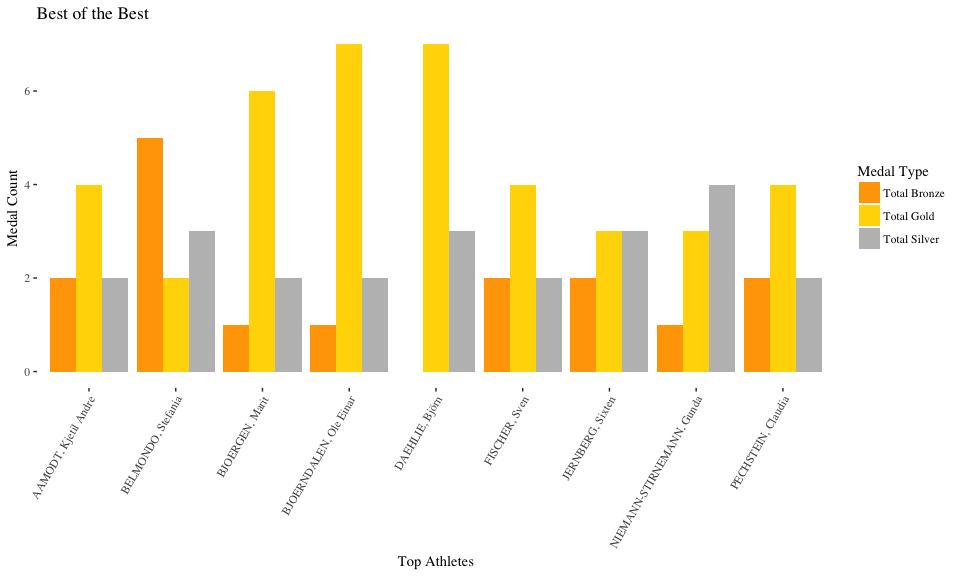 Best of the Best
Medal Count
6
4
2
0
AAMODT, Kjetil Andre
BELMONDO, Stefania
BJOERGEN, Marit
BJOERNDALEN, Ole Einar
DAEHLIE, Björn
FISCHER, Sven
JERNBERG, Sixten
NIEMANN-STIRNEMANN, Gunda
PECHSTEIN, Claudia
Top Athletes
Medal Type
Total Bronze
Total Gold
Total Silver